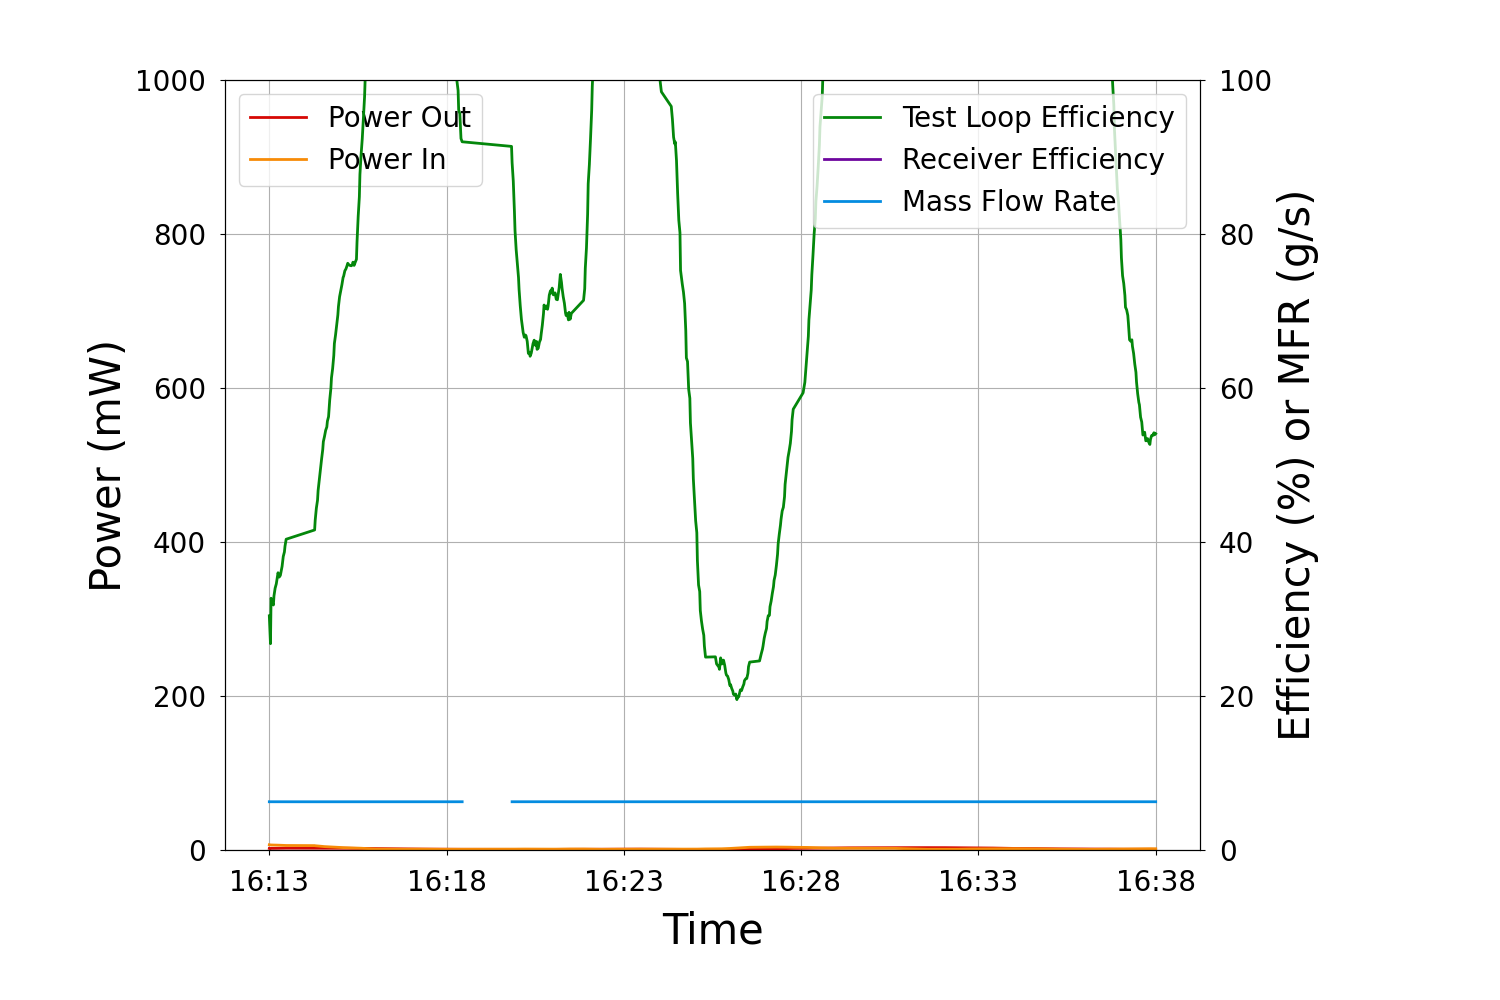 1000
800
600
400
200
0
Power (mW)
Power Out
Power In
Test Loop Efficiency
Receiver Efficiency
Mass Flow Rate
100
80
60
40
20
0
Efficiency (%) or MFR (g/s)
16:13 16:18 16:23 16:28 16:33 16:38
Time